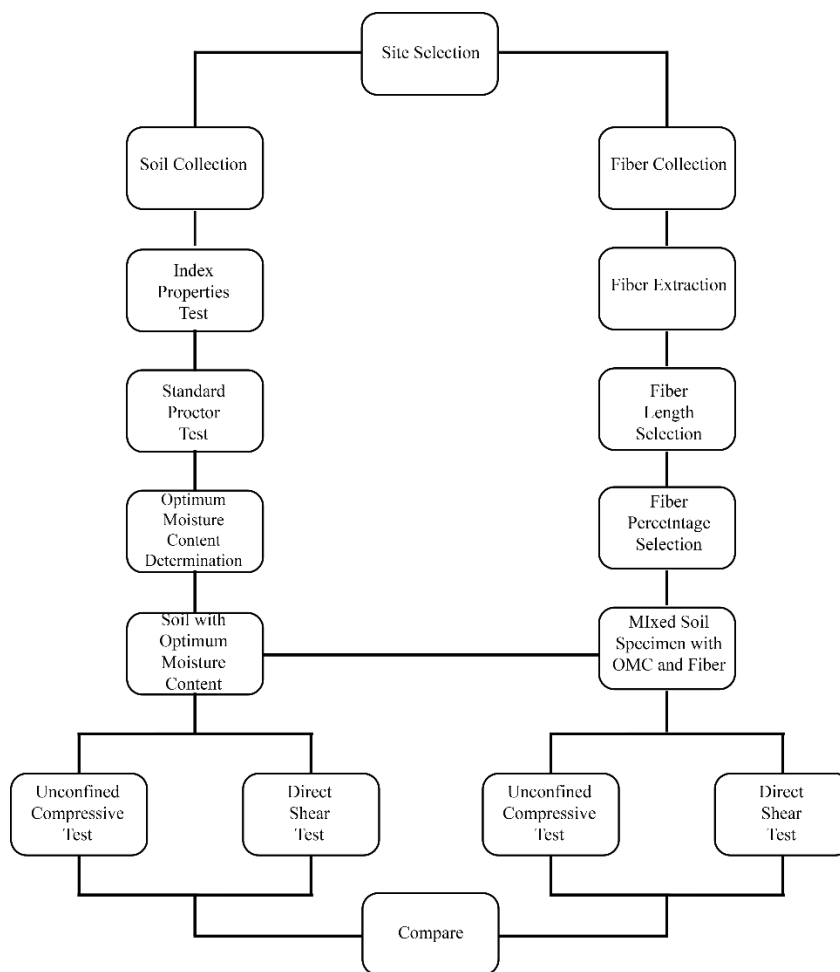 Site Selection
Soil Collection
Fiber Collection
Index
Properties
Test
Fiber Extraction
Standard
Proctor
Test
Fiber
Length
Selection
Optimum
Moisture
Content
Determination
Fiber
Percetntage
Selection
Soil with
Optimum
Moisture
Content
MIxed Soil
Specimen with
OMC and Fiber
Unconfined
Compressive
Test
Direct
Shear
Test
Unconfined
Compressive
Test
Direct
Shear
Test
Compare